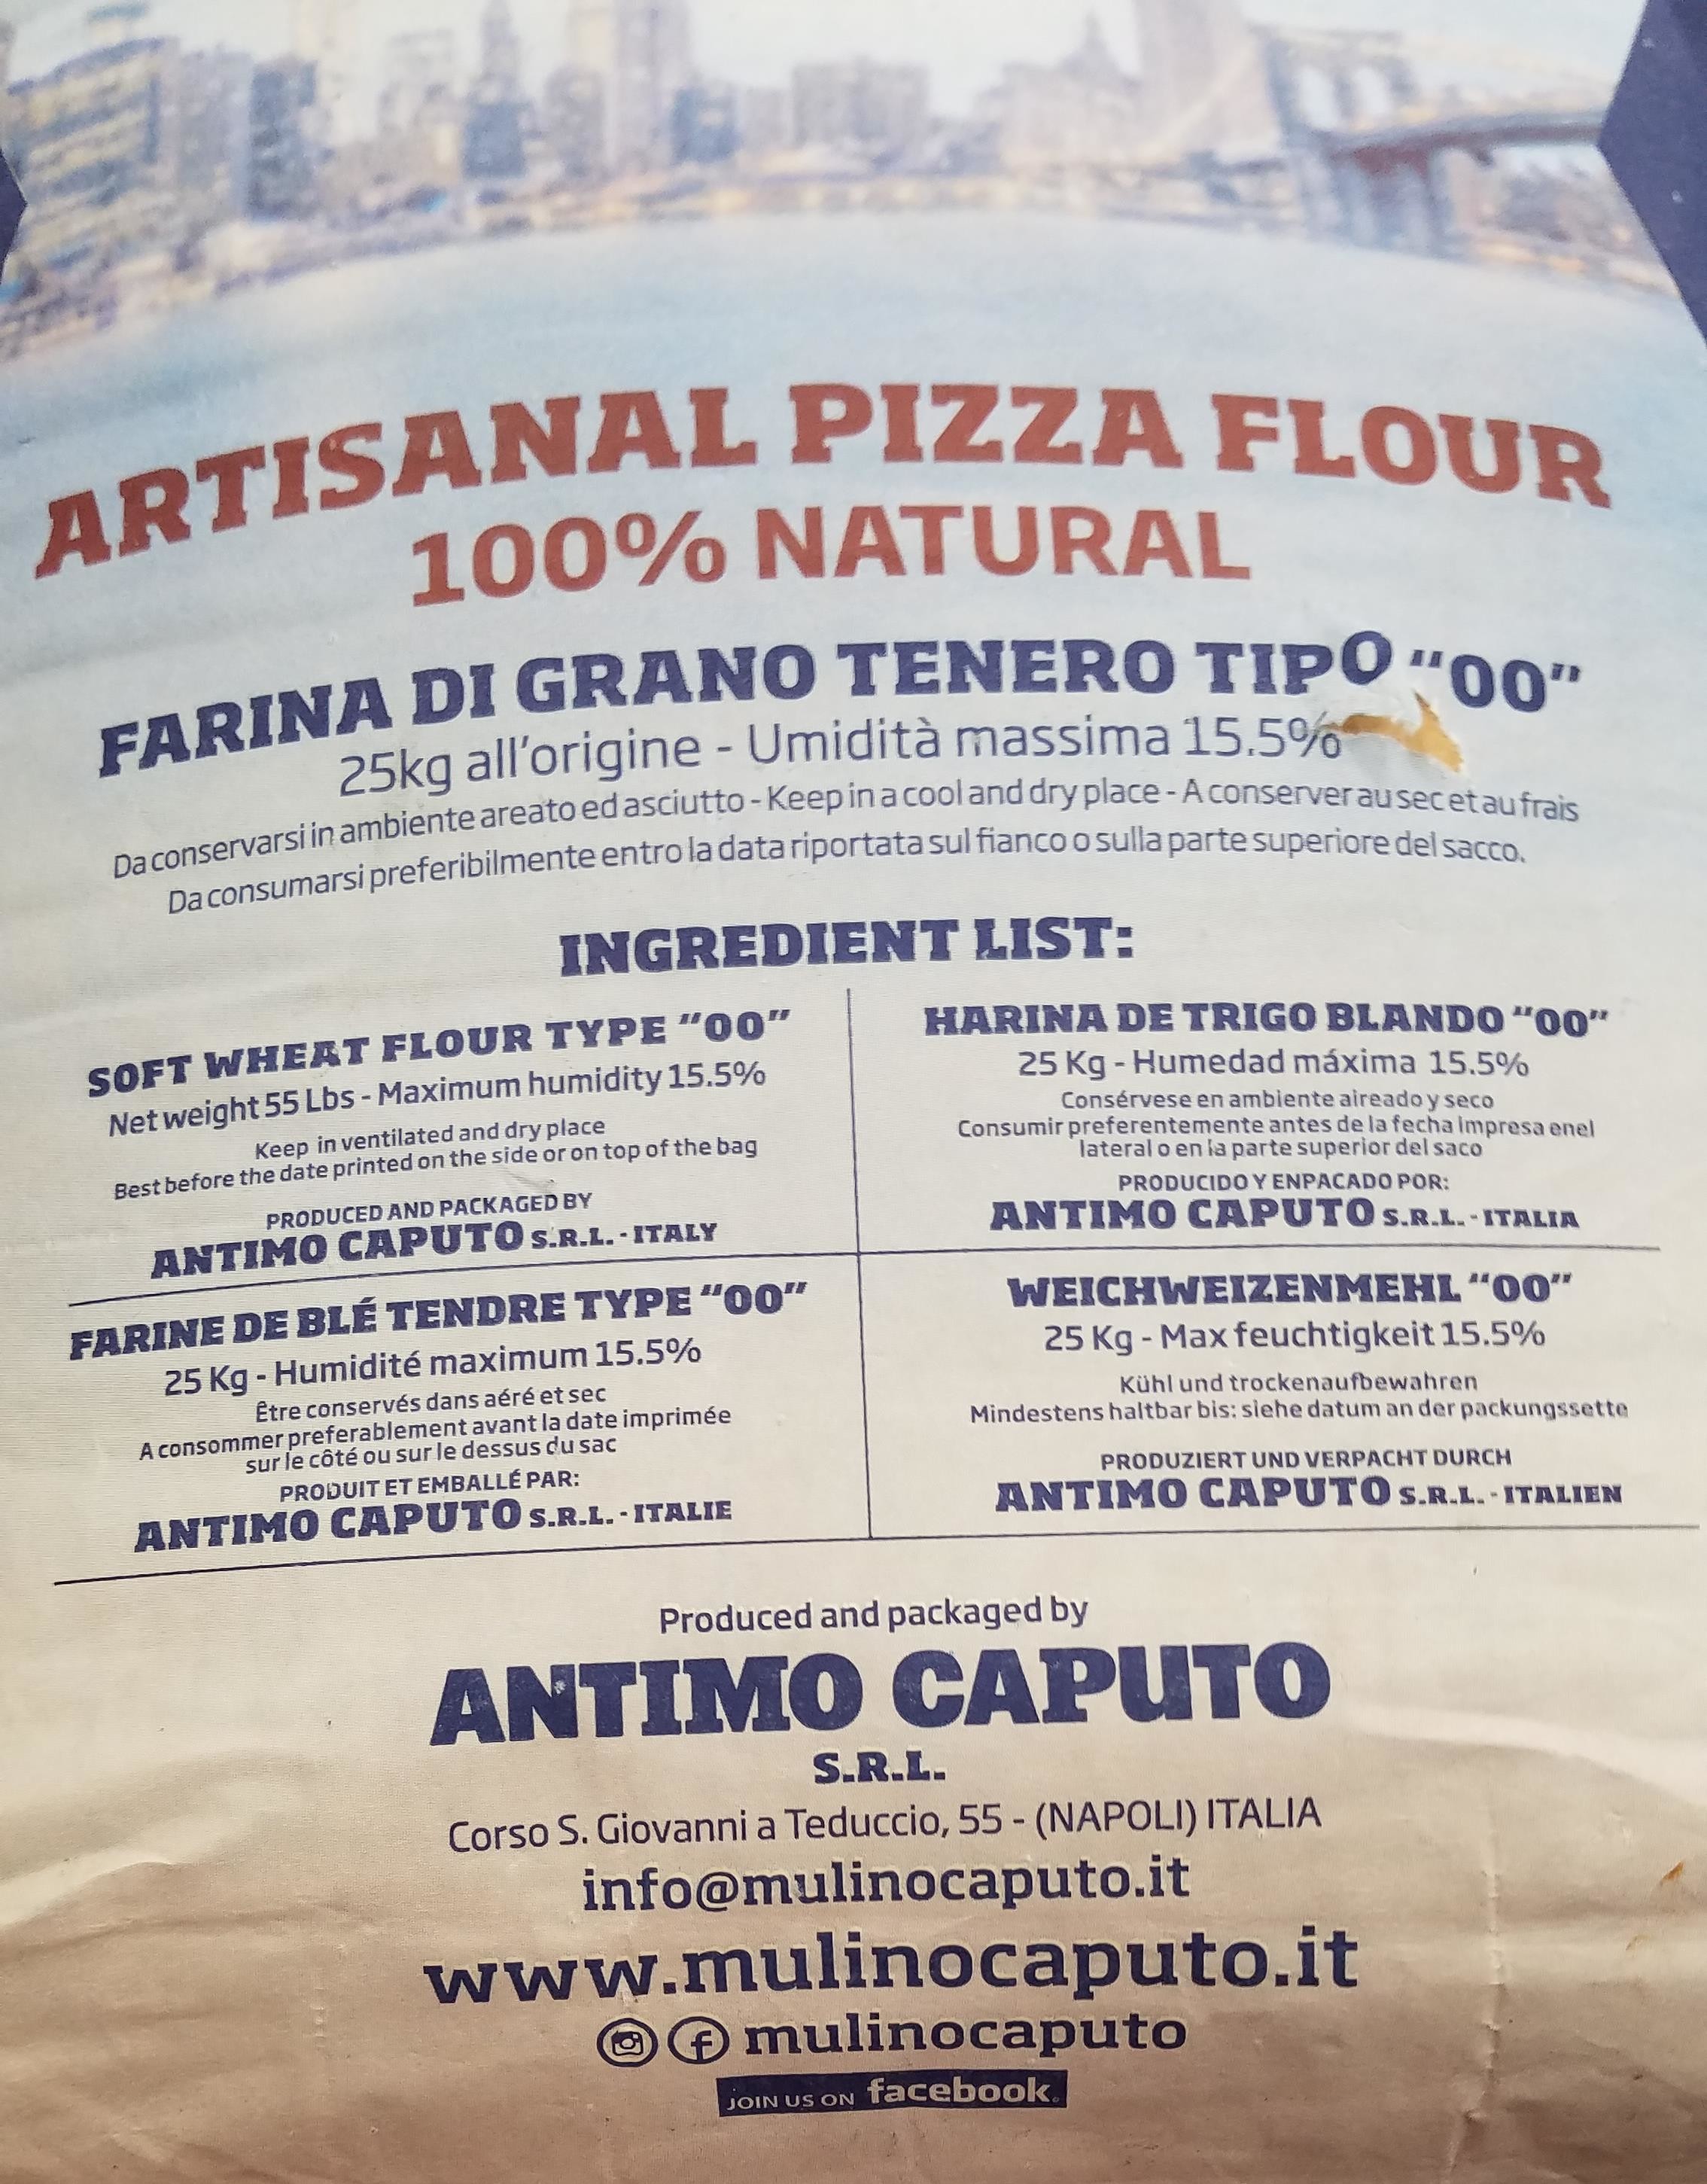 ARTISANAL PIZZA FLOUR
100% NATURAL
FARINA DI GRANO TENERO TIPO "00"
25kg all'origine - Umidità massima 15.5%
Da conservarsi in ambiente areato ed asciutto - Keep in a cool and dry place - A conserver au sec et au frais
Da consumarsi preferibilmente entro la data riportata sul fianco o sulla parte superiore del sacco.
INGREDIENT LIST:
SOFT WHEAT FLOUR TYPE "00"
Net weight 55 Lbs - Maximum humidity 15.5%
Keep in ventilated and dry place
Best before the date printed on the side or on top of the bag
PRODUCED AND PACKAGED BY
ANTIMO CAPUTO S.R.L. - ITALY
HARINA DE TRIGO BLANDO "00"
25 Kg - Humedad máxima 15.5%
Consérvese en ambiente aireado y seco
Consumir preferentemente antes de la fecha impresa enel
lateral o en la parte superior del saco
PRODUCIDO Y ENPACADO POR:
ANTIMO CAPUTO S.R.L. - ITALIA
FARINE DE BLÉ TENDRE TYPE "00"
25 Kg - Humidité maximum 15.5%
Être conservés dans aéré et sec
A consommer preferablement avant la date imprimée
sur le côté ou sur le dessus du sac
PRODUIT ET EMBALLÉ PAR:
ANTIMO CAPUTO S.R.L. - ITALIE
WEICHWEIZENMEHL "00"
25 Kg - Max feuchtigkeit 15.5%
Kühl und trockenaufbewahren
Mindestens haltbar bis: siehe datum an der packungssette
PRODUZIERT UND VERPACHT DURCH
ANTIMO CAPUTO S.R.L. - ITALIEN
Produced and packaged by
ANTIMO CAPUTO
S.R.L.
Corso S. Giovanni a Teduccio, 55 - (NAPOLI) ITALIA
info@mulinocaputo.it
www.mulinocaputo.it
mulinocaputo
JOIN US ON facebook.